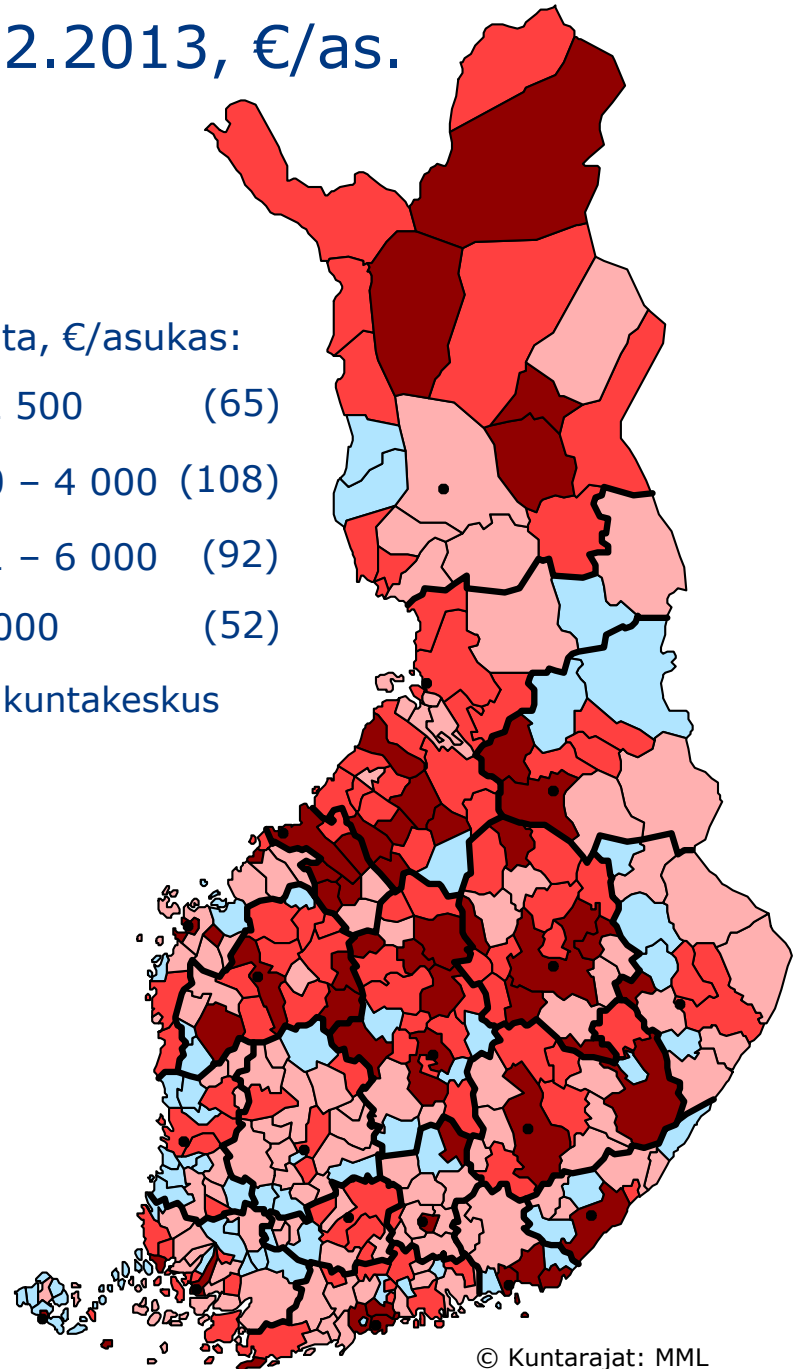 2.2013, €/as.
ta, €/asukas:
500 (65)
– 4 000 (108)
– 6 000 (92)
000 (52)
kuntakeskus
© Kuntarajat: MML